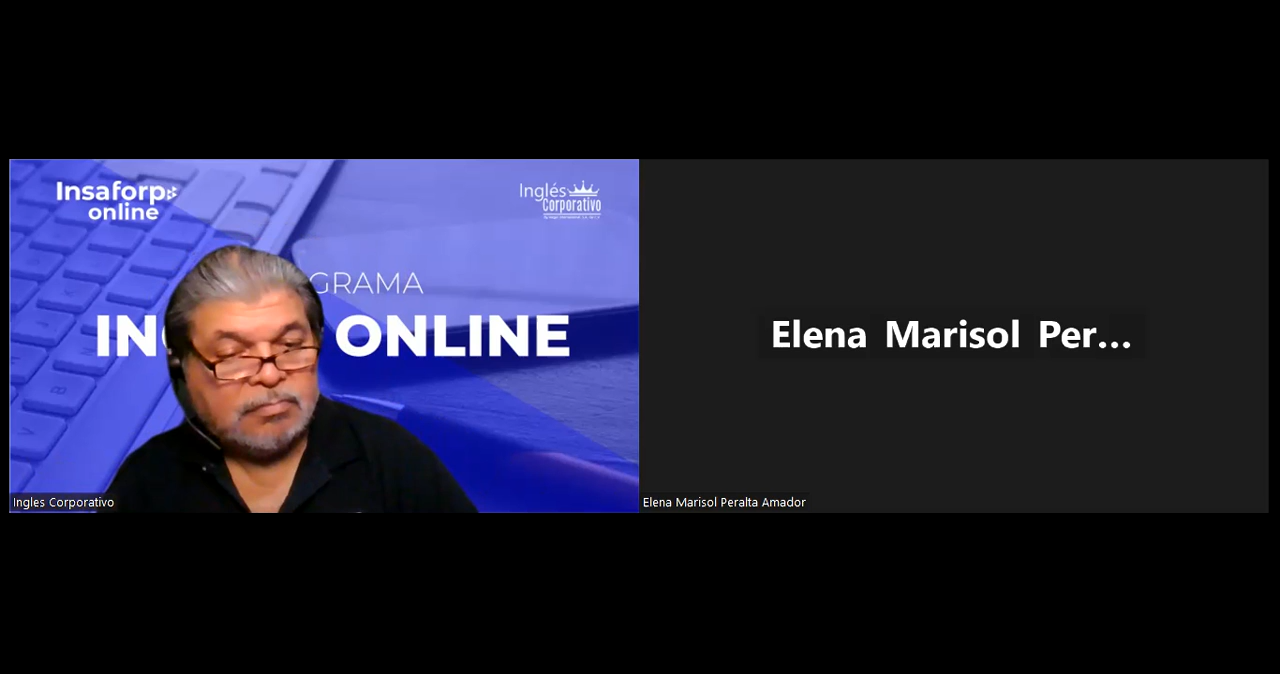 Insaforp
online
Inglés
Corporativo
GRAMA
IN ONLINE
Elena Marisol Per...
Ingles Corporativo
Elena Marisol Peralta Amador